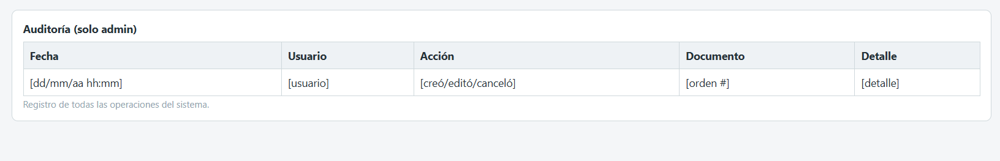 Auditoría (solo admin)
Fecha Usuario Acción Documento Detalle
[dd/mm/aa hh:mm] [usuario] [creó/editó/canceló] [orden #] [detalle]
Registro de todas las operaciones del sistema.